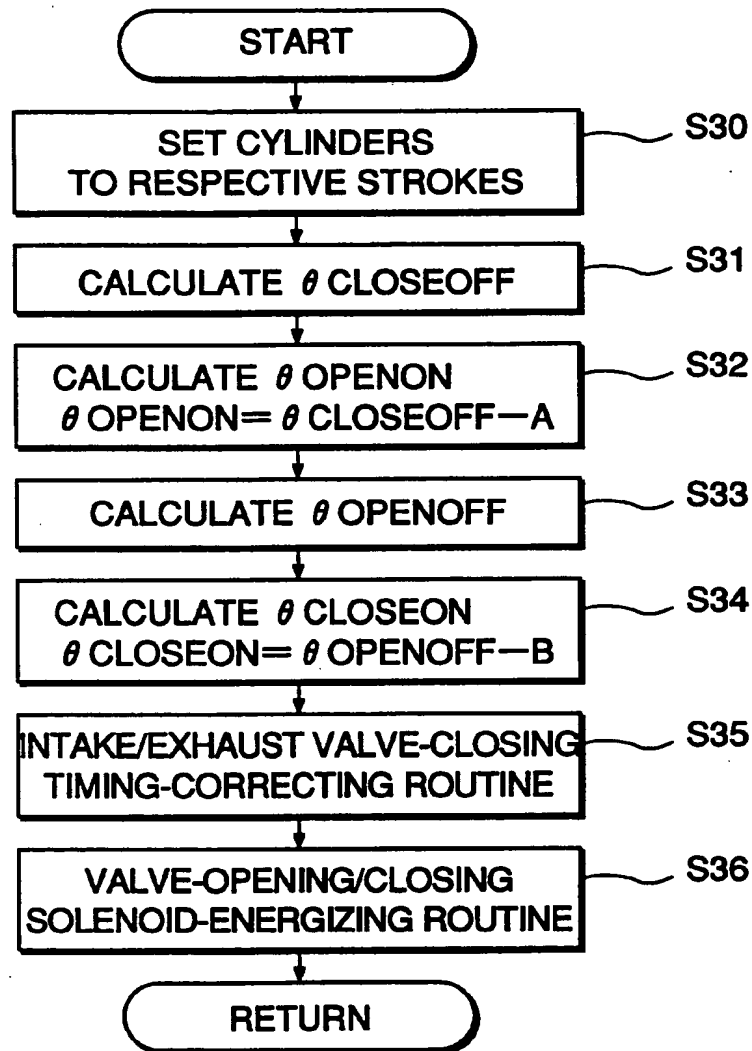 START
SET CYLINDERS
TO RESPECTIVE STROKES
S30
CALCULATE θ CLOSEOFF
S31
CALCULATE θ OPENON
θ OPENON= θ CLOSEOFF—A
S32
CALCULATE θ OPENOFF
S33
CALCULATE θ CLOSEON
θ CLOSEON= θ OPENOFF—B
S34
INTAKE/EXHAUST VALVE-CLOSING
TIMING-CORRECTING ROUTINE
S35
VALVE-OPENING/CLOSING
SOLENOID-ENERGIZING ROUTINE
S36
RETURN